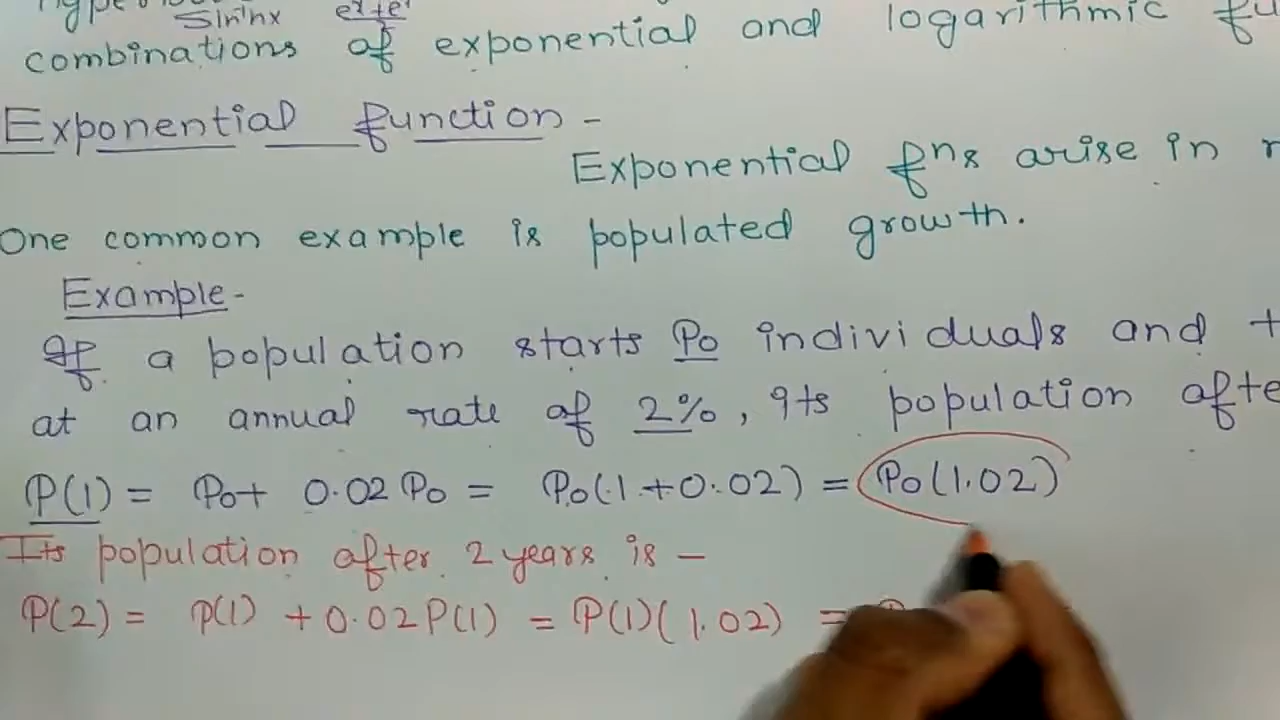 Sin'hx
combinations of exponential and logarithmic
Exponential function -
Exponential fns arise in
One common example is populated growth.
Example-
If a population starts Po individuals and
at an annual rate of 2%, Its population
P(1) = Po+ 0.02 Po = Po(1+0.02) = Po(1.02)
Its population after 2 years is -
P(2) = P(1) + 0.02 P(1) = P(1)(1.02) =